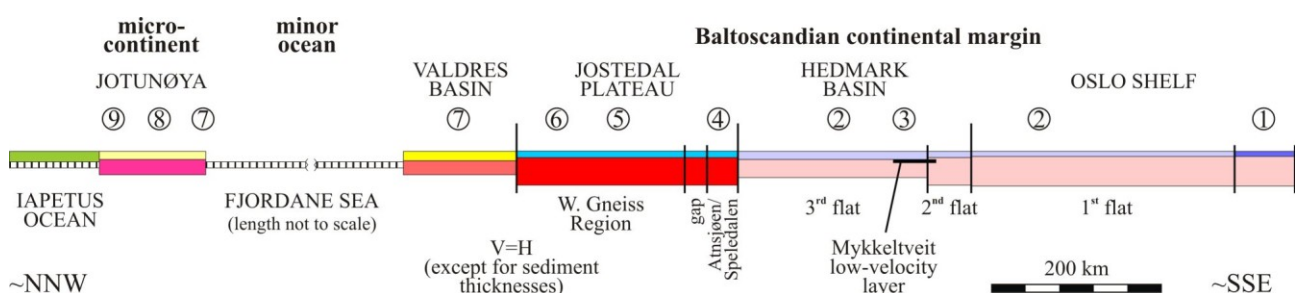 micro-
continent
minor
ocean
Baltoscandian continental margin
JOTUNØYA
VALDRES
BASIN
JOSTEDAL
PLATEAU
HEDMARK
BASIN
OSLO SHELF
⑨ ⑧ ⑦ ⑦ ⑥ ⑤ ④ ② ③ ② ①
IAPETUS
OCEAN
FJORDANE SEA
(length not to scale)
W. Gneiss
Region
gap
Atnsjøen/
Speledalen
3rd flat
2nd flat
1st flat
V=H
(except for sediment
thicknesses)
Mykkeltveit
low-velocity
layer
200 km
~NNW
~SSE